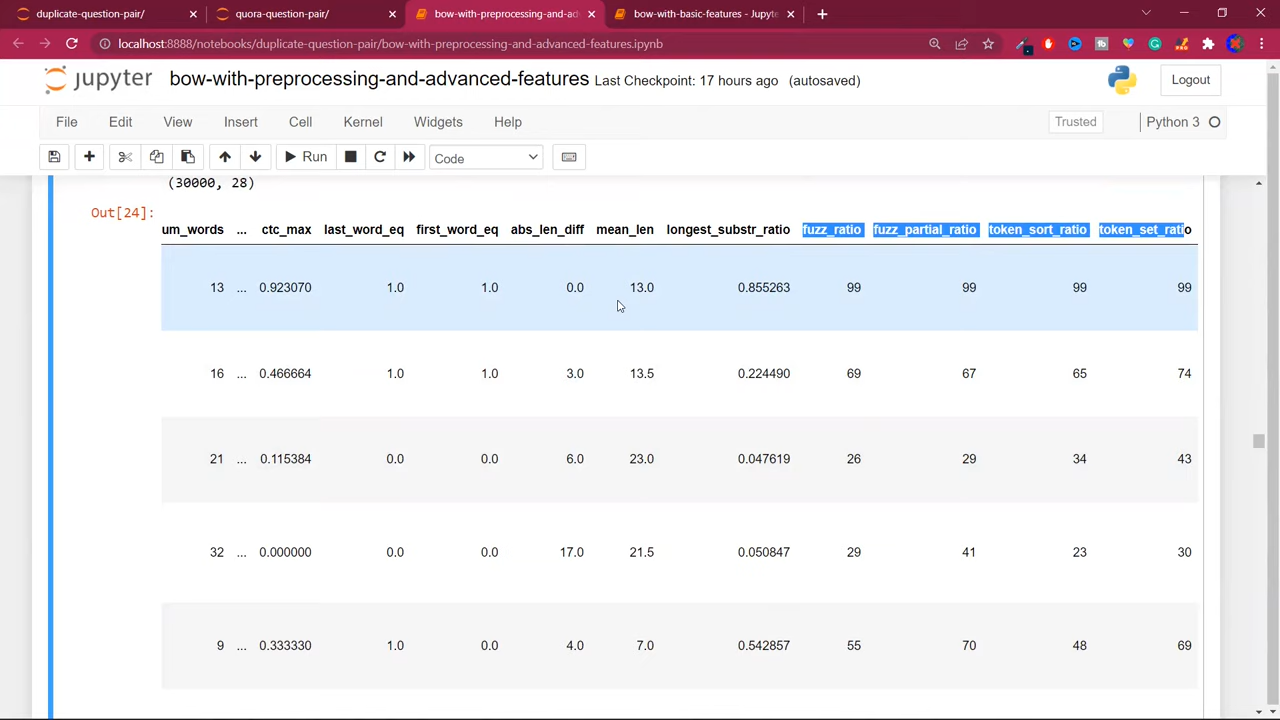 duplicate-question-pair/ quora-question-pair/ bow-with-preprocessing-and-adv bow-with-basic-features - Jupyte
localhost:8888/notebooks/duplicate-question-pair/bow-with-preprocessing-and-advanced-features.ipynb
jupyter bow-with-preprocessing-and-advanced-features Last Checkpoint: 17 hours ago (autosaved) Logout
File Edit View Insert Cell Kernel Widgets Help Trusted Python 3
Run Code
(30000, 28)
Out[24]:
um_words ... ctc_max last_word_eq first_word_eq abs_len_diff mean_len longest_substr_ratio fuzz_ratio fuzz_partial_ratio token_sort_ratio token_set_ratio
13 ... 0.923070 1.0 1.0 0.0 13.0 0.855263 99 99 99 99
16 ... 0.466664 1.0 1.0 3.0 13.5 0.224490 69 67 65 74
21 ... 0.115384 0.0 0.0 6.0 23.0 0.047619 26 29 34 43
32 ... 0.000000 0.0 0.0 17.0 21.5 0.050847 29 41 23 30
9 ... 0.333330 1.0 0.0 4.0 7.0 0.542857 55 70 48 69